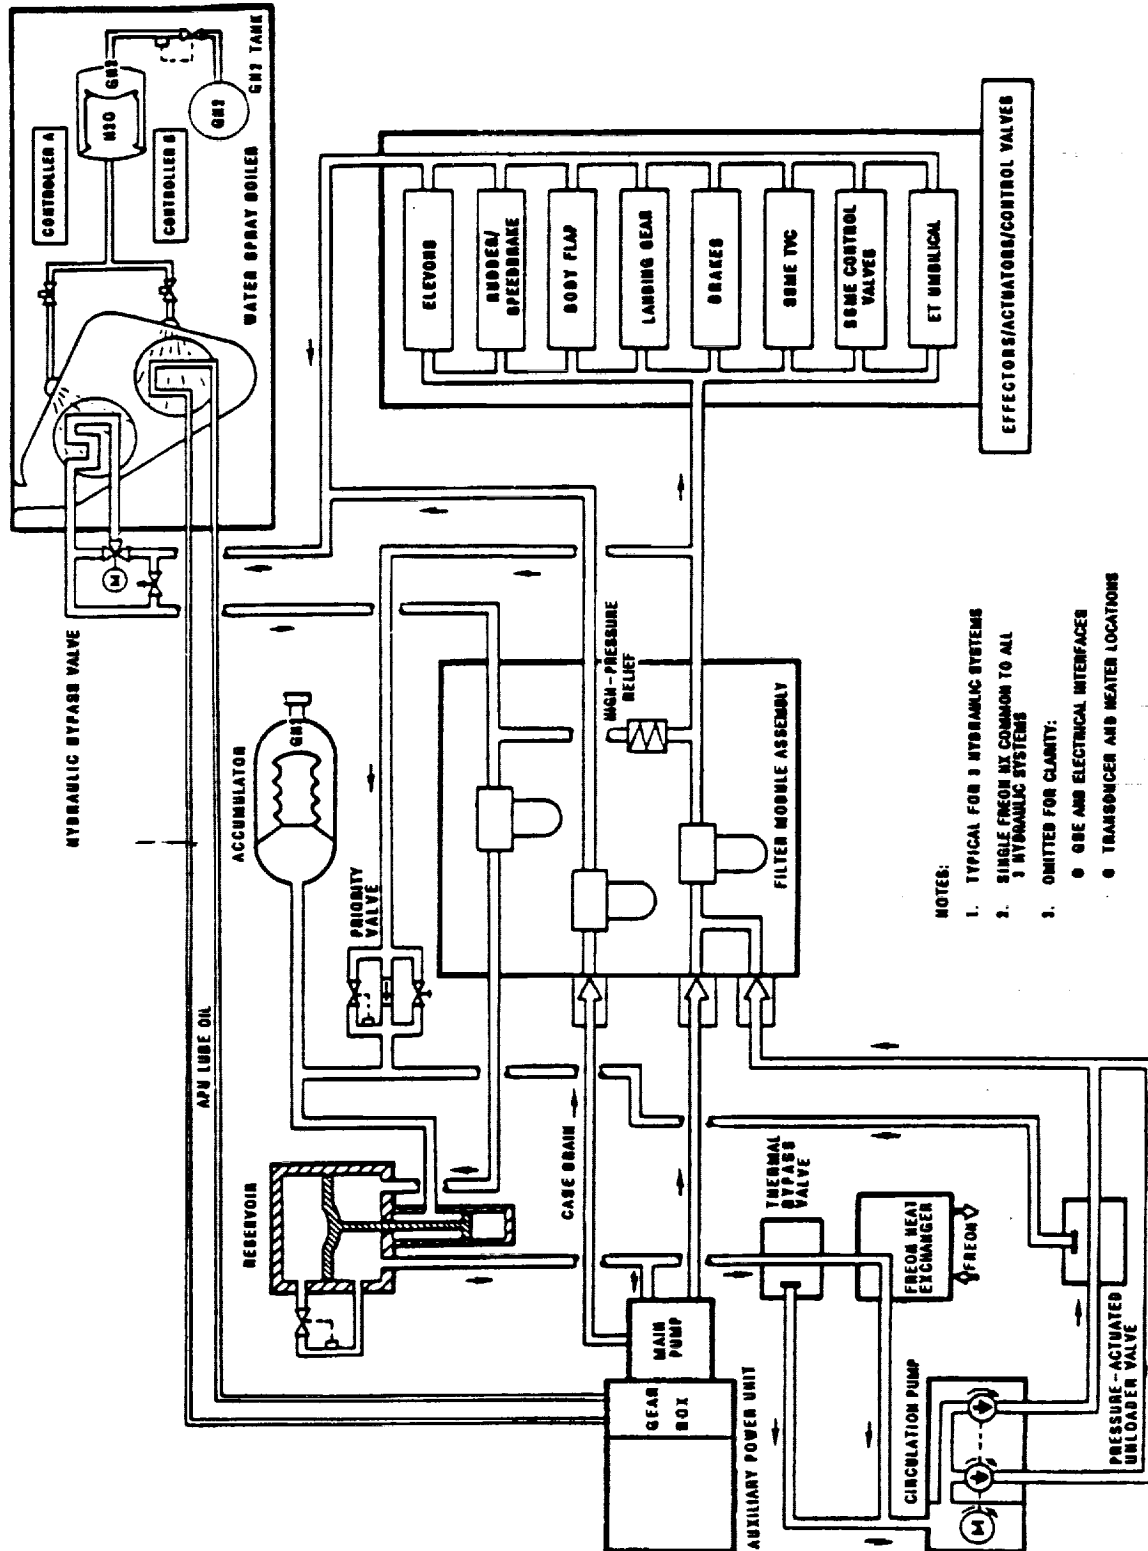 CONTROLLER A
CONTROLLER B
H2O
GN2
GN2
GN2 TANK
WATER SPRAY BOILER
HYDRAULIC BYPASS VALVE
M
ACCUMULATOR
GN2
PRIORITY
VALVE
APU LUBE OIL
RESERVOIR
CASE DRAIN
HIGH-PRESSURE
RELIEF
FILTER MODULE ASSEMBLY
ELEVONS
RUDDER/
SPEEDBRAKE
BODY FLAP
LANDING GEAR
BRAKES
SSME TVC
SSME CONTROL
VALVES
ET UMBILICAL
EFFECTORS/ACTUATORS/CONTROL VALVES
MAIN
PUMP
GEAR
BOX
AUXILIARY POWER UNIT
THERMAL
BYPASS
VALVE
FREON HEAT
EXCHANGER
FREON
CIRCULATION PUMP
M
PRESSURE-ACTUATED
UNLOADER VALVE
NOTES:
1. TYPICAL FOR 3 HYDRAULIC SYSTEMS
2. SINGLE FREON HX COMMON TO ALL
3 HYDRAULIC SYSTEMS
3. OMITTED FOR CLARITY:
GSE AND ELECTRICAL INTERFACES
TRANSDUCER AND HEATER LOCATIONS